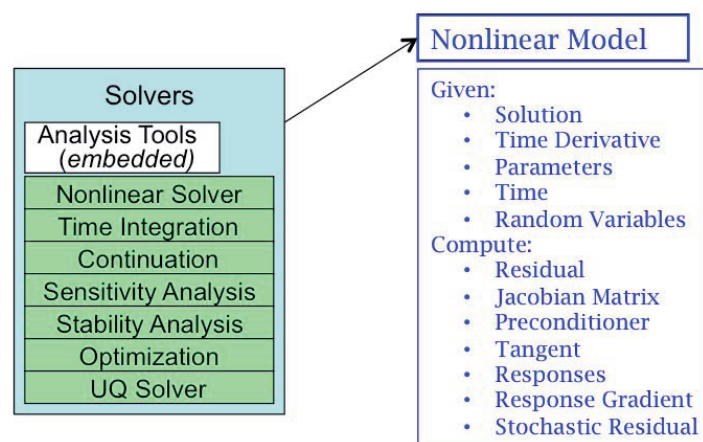 Solvers
Analysis Tools
(embedded)
Nonlinear Solver
Time Integration
Continuation
Sensitivity Analysis
Stability Analysis
Optimization
UQ Solver
Nonlinear Model
Given:
• Solution
• Time Derivative
• Parameters
• Time
• Random Variables
Compute:
• Residual
• Jacobian Matrix
• Preconditioner
• Tangent
• Responses
• Response Gradient
• Stochastic Residual